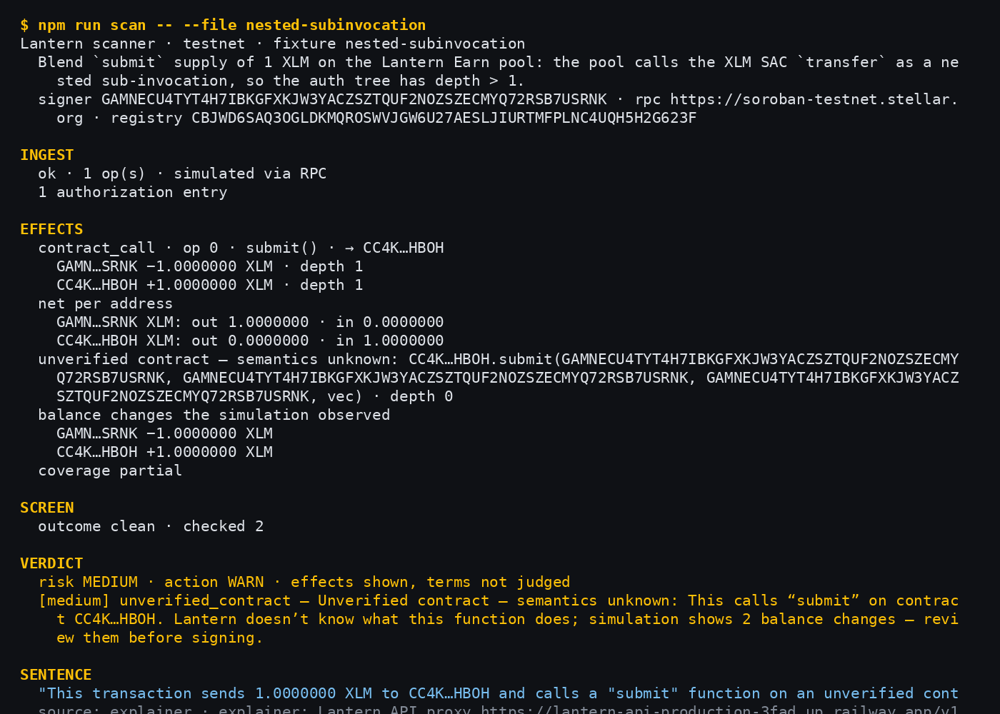 $ npm run scan -- --file nested-subinvocation
Lantern scanner · testnet · fixture nested-subinvocation
Blend `submit` supply of 1 XLM on the Lantern Earn pool: the pool calls the XLM SAC `transfer` as a ne
sted sub-invocation, so the auth tree has depth > 1.
signer GAMNECU4TYT4H7IBKGFXKJW3YACZSZTQUF2NOZSZECMYQ72RSB7USRNK · rpc https://soroban-testnet.stellar.
org · registry CBJWD6SAQ3OGLDKMQROSWVJGW6U27AESLJIURTMFPLNC4UQH5H2G623F
INGEST
ok · 1 op(s) · simulated via RPC
1 authorization entry
EFFECTS
contract_call · op 0 · submit() · → CC4K…HBOH
GAMN…SRNK −1.0000000 XLM · depth 1
CC4K…HBOH +1.0000000 XLM · depth 1
net per address
GAMN…SRNK XLM: out 1.0000000 · in 0.0000000
CC4K…HBOH XLM: out 0.0000000 · in 1.0000000
unverified contract — semantics unknown: CC4K…HBOH.submit(GAMNECU4TYT4H7IBKGFXKJW3YACZSZTQUF2NOZSZECMY
Q72RSB7USRNK, GAMNECU4TYT4H7IBKGFXKJW3YACZSZTQUF2NOZSZECMYQ72RSB7USRNK, GAMNECU4TYT4H7IBKGFXKJW3YACZ
SZTQUF2NOZSZECMYQ72RSB7USRNK, vec) · depth 0
balance changes the simulation observed
GAMN…SRNK −1.0000000 XLM
CC4K…HBOH +1.0000000 XLM
coverage partial
SCREEN
outcome clean · checked 2
VERDICT
risk MEDIUM · action WARN · effects shown, terms not judged
[medium] unverified_contract — Unverified contract — semantics unknown: This calls “submit” on contrac
t CC4K…HBOH. Lantern doesn’t know what this function does; simulation shows 2 balance changes — revi
ew them before signing.
SENTENCE
"This transaction sends 1.0000000 XLM to CC4K…HBOH and calls a "submit" function on an unverified cont
source: explainer · explainer: Lantern API proxy https://lantern-api-production-3fad.up.railway.app/v1